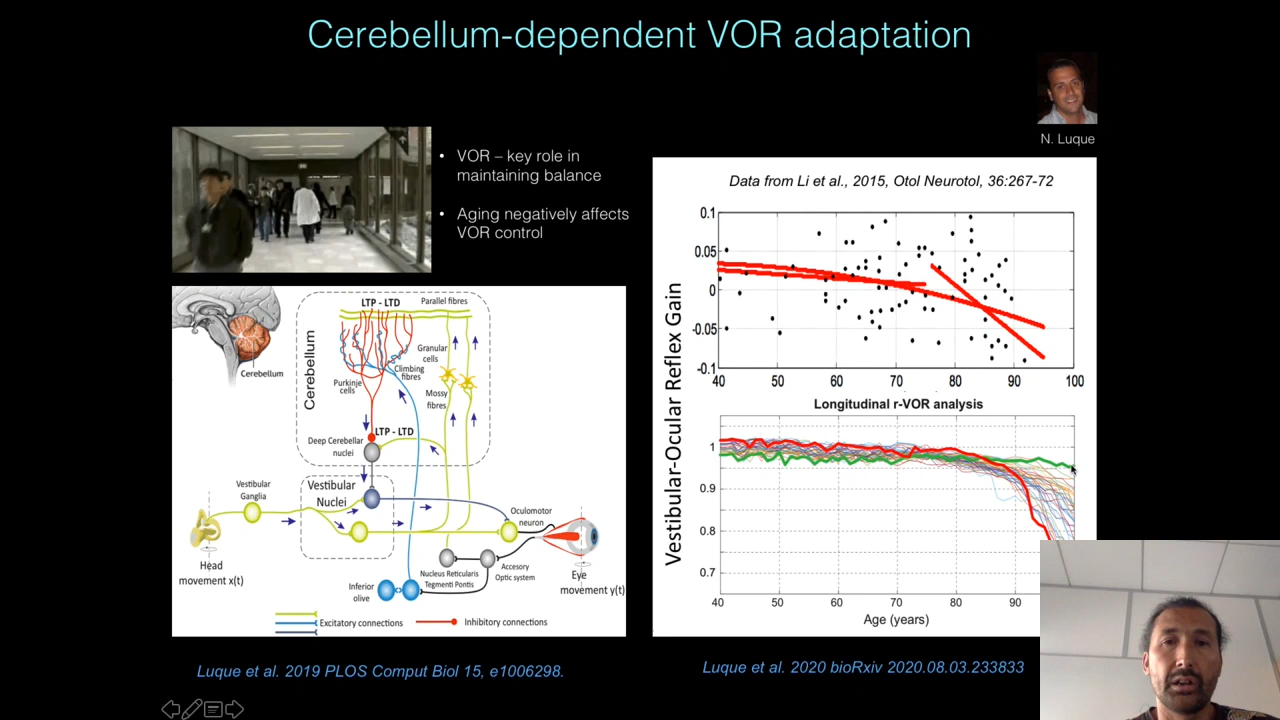 Cerebellum-dependent VOR adaptation
N. Luque
• VOR – key role in
maintaining balance
• Aging negatively affects
VOR control
Cerebellum
Cerebellum
LTP - LTD
Parallel fibres
Granular
cells
Climbing
fibres
Purkinje
cells
Mossy
fibres
LTP - LTD
Deep Cerebellar
nuclei
Vestibular
Nuclei
Vestibular
Ganglia
Oculomotor
neuron
Head
movement x(t)
Nucleus Reticularis
Tegmenti Pontis
Accesory
Optic system
Eye
movement y(t)
Inferior
olive
Excitatory connections
Inhibitory connections
Luque et al. 2019 PLOS Comput Biol 15, e1006298.
Data from Li et al., 2015, Otol Neurotol, 36:267-72
Vestibular-Ocular Reflex Gain
0.1
0.05
0
-0.05
-0.1
40 50 60 70 80 90 100
Longitudinal r-VOR analysis
1
0.9
0.8
0.7
40 50 60 70 80 90
Age (years)
Luque et al. 2020 bioRxiv 2020.08.03.233833